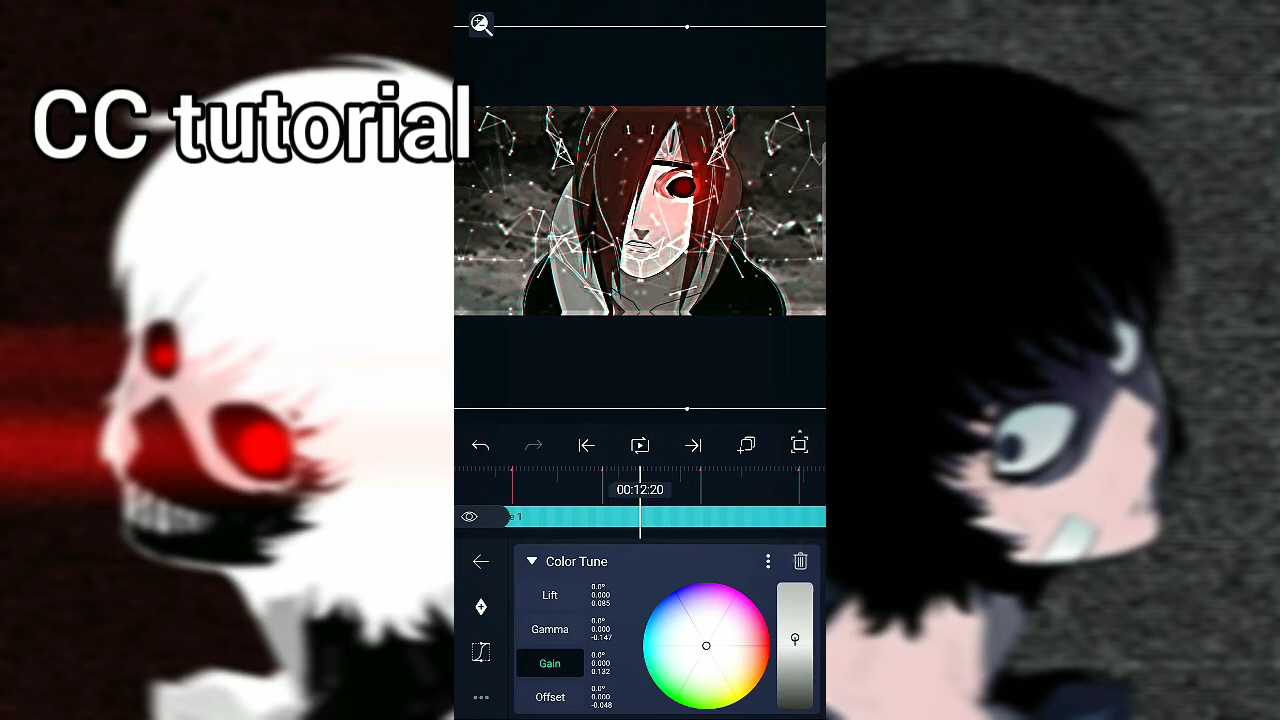 CC tutorial
00:12:20
e 1
Color Tune
Lift
0.0°
0.000
0.085
Gamma
0.0°
0.000
-0.147
Gain
0.0°
0.000
0.132
Offset
0.0°
0.000
-0.048